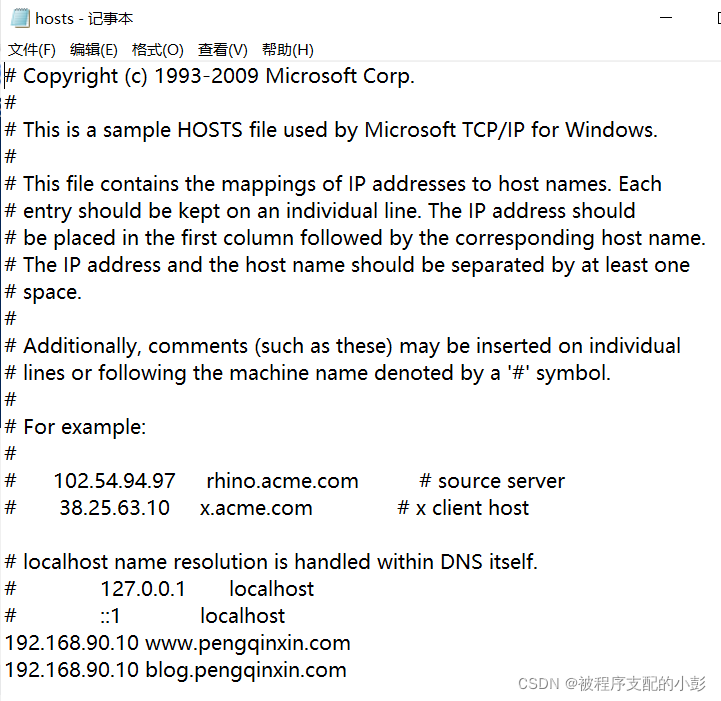 hosts - 记事本
文件(F) 编辑(E) 格式(O) 查看(V) 帮助(H)
# Copyright (c) 1993-2009 Microsoft Corp.
#
# This is a sample HOSTS file used by Microsoft TCP/IP for Windows.
#
# This file contains the mappings of IP addresses to host names. Each
# entry should be kept on an individual line. The IP address should
# be placed in the first column followed by the corresponding host name.
# The IP address and the host name should be separated by at least one
# space.
#
# Additionally, comments (such as these) may be inserted on individual
# lines or following the machine name denoted by a '#' symbol.
#
# For example:
#
# 102.54.94.97 rhino.acme.com # source server
# 38.25.63.10 x.acme.com # x client host
# localhost name resolution is handled within DNS itself.
# 127.0.0.1 localhost
# ::1 localhost
192.168.90.10 www.pengqinxin.com
192.168.90.10 blog.pengqinxin.com
CSDN @被程序支配的小彭